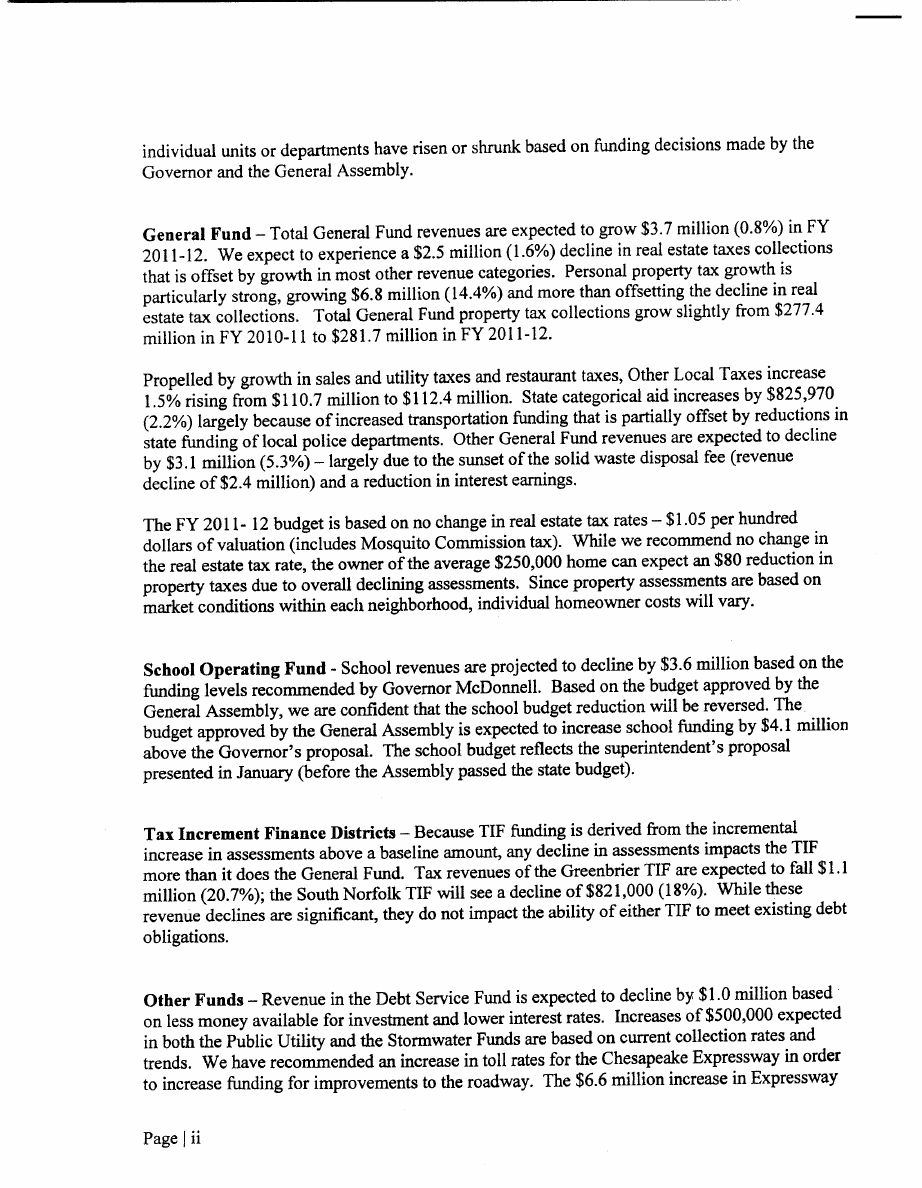 individual units or departments have risen or shrunk based on funding decisions made by the
Governor and the General Assembly.
General Fund – Total General Fund revenues are expected to grow $3.7 million (0.8%) in FY
2011-12. We expect to experience a $2.5 million (1.6%) decline in real estate taxes collections
that is offset by growth in most other revenue categories. Personal property tax growth is
particularly strong, growing $6.8 million (14.4%) and more than offsetting the decline in real
estate tax collections. Total General Fund property tax collections grow slightly from $277.4
million in FY 2010-11 to $281.7 million in FY 2011-12.
Propelled by growth in sales and utility taxes and restaurant taxes, Other Local Taxes increase
1.5% rising from $110.7 million to $112.4 million. State categorical aid increases by $825,970
(2.2%) largely because of increased transportation funding that is partially offset by reductions in
state funding of local police departments. Other General Fund revenues are expected to decline
by $3.1 million (5.3%) – largely due to the sunset of the solid waste disposal fee (revenue
decline of $2.4 million) and a reduction in interest earnings.
The FY 2011- 12 budget is based on no change in real estate tax rates – $1.05 per hundred
dollars of valuation (includes Mosquito Commission tax). While we recommend no change in
the real estate tax rate, the owner of the average $250,000 home can expect an $80 reduction in
property taxes due to overall declining assessments. Since property assessments are based on
market conditions within each neighborhood, individual homeowner costs will vary.
School Operating Fund - School revenues are projected to decline by $3.6 million based on the
funding levels recommended by Governor McDonnell. Based on the budget approved by the
General Assembly, we are confident that the school budget reduction will be reversed. The
budget approved by the General Assembly is expected to increase school funding by $4.1 million
above the Governor's proposal. The school budget reflects the superintendent's proposal
presented in January (before the Assembly passed the state budget).
Tax Increment Finance Districts – Because TIF funding is derived from the incremental
increase in assessments above a baseline amount, any decline in assessments impacts the TIF
more than it does the General Fund. Tax revenues of the Greenbrier TIF are expected to fall $1.1
million (20.7%); the South Norfolk TIF will see a decline of $821,000 (18%). While these
revenue declines are significant, they do not impact the ability of either TIF to meet existing debt
obligations.
Other Funds – Revenue in the Debt Service Fund is expected to decline by $1.0 million based
on less money available for investment and lower interest rates. Increases of $500,000 expected
in both the Public Utility and the Stormwater Funds are based on current collection rates and
trends. We have recommended an increase in toll rates for the Chesapeake Expressway in order
to increase funding for improvements to the roadway. The $6.6 million increase in Expressway
Page | ii